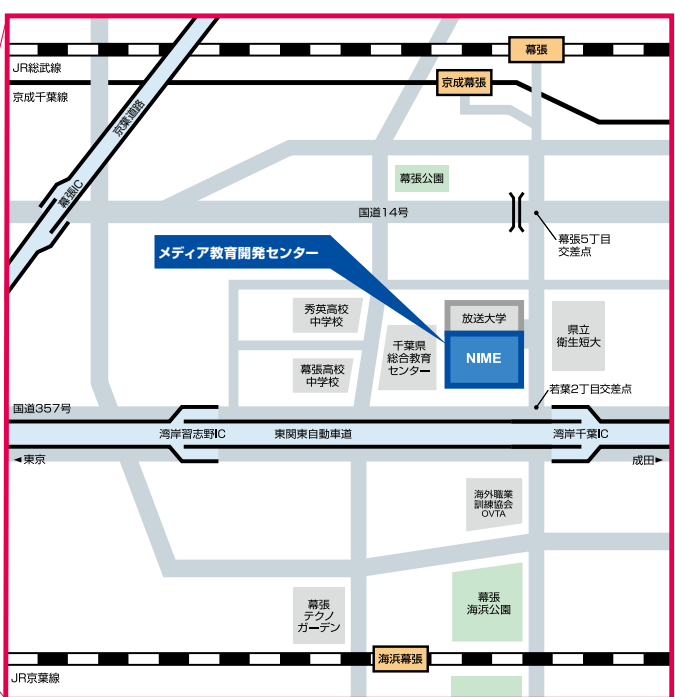 幕張
JR総武線
京成幕張
京成千葉線
京葉道路
幕張IC
幕張公園
国道14号
幕張5丁目
交差点
メディア教育開発センター
秀英高校
中学校
放送大学
県立
衛生短大
千葉県
総合教育
センター
NIME
幕張高校
中学校
若葉2丁目交差点
国道357号
湾岸習志野IC
東関東自動車道
湾岸千葉IC
◄東京
成田►
海外職業
訓練協会
OVTA
幕張
テクノ
ガーデン
幕張
海浜公園
海浜幕張
JR京葉線